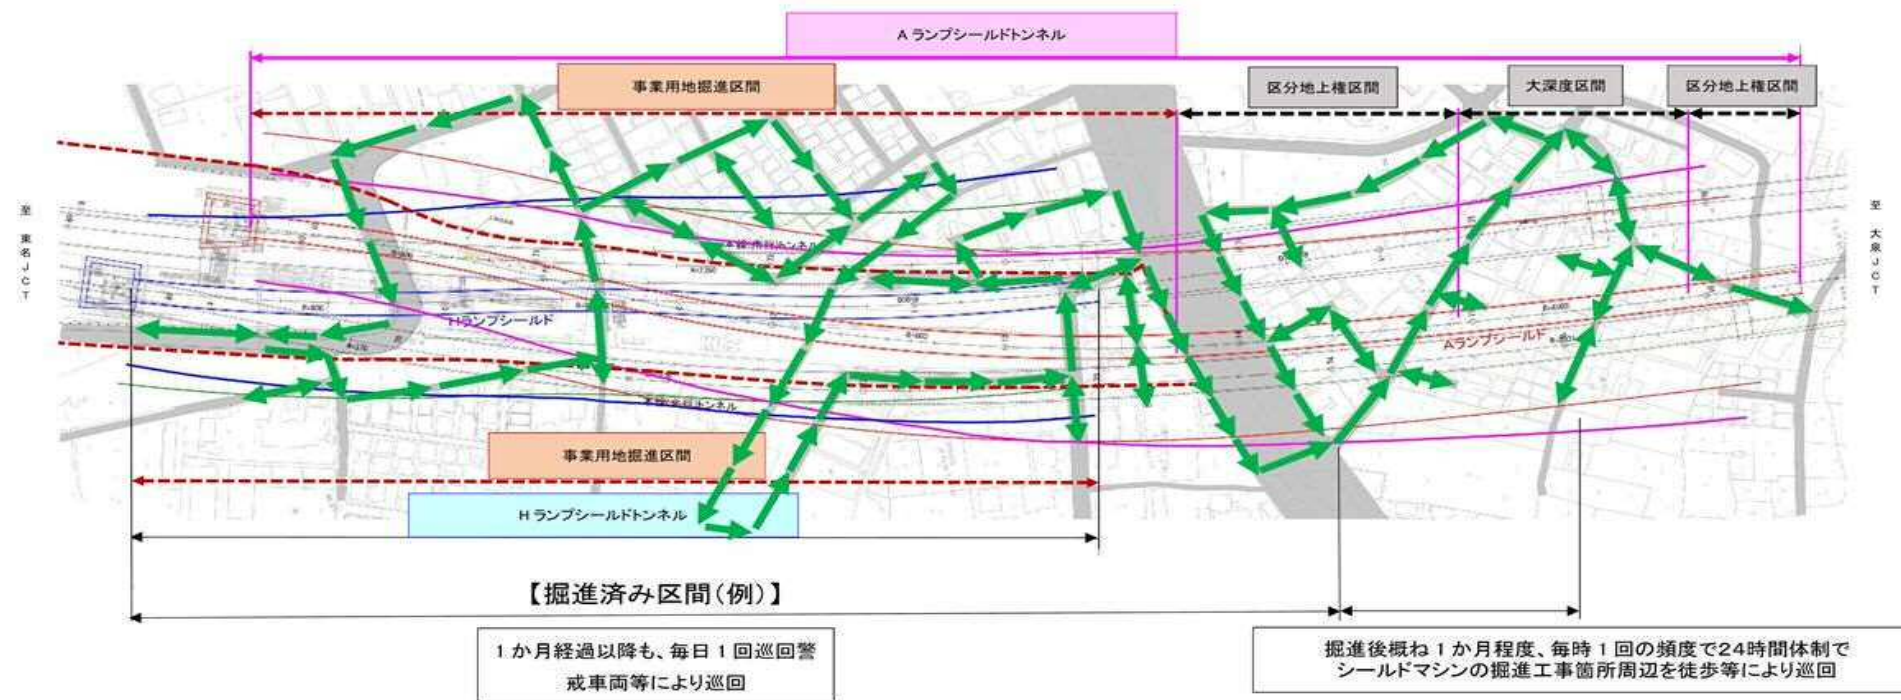 Aランプシールドトンネル
事業用地掘進区間
区分地上権区間
大深度区間
区分地上権区間
至 東名JCT
至 大泉JCT
Hランプシールド
Aランプシールド
事業用地掘進区間
Hランプシールドトンネル
【掘進済み区間(例)】
1か月経過以降も、毎日1回巡回警
戒車両等により巡回
掘進後概ね1か月程度、毎時1回の頻度で24時間体制で
シールドマシンの掘進工事箇所周辺を徒歩等により巡回